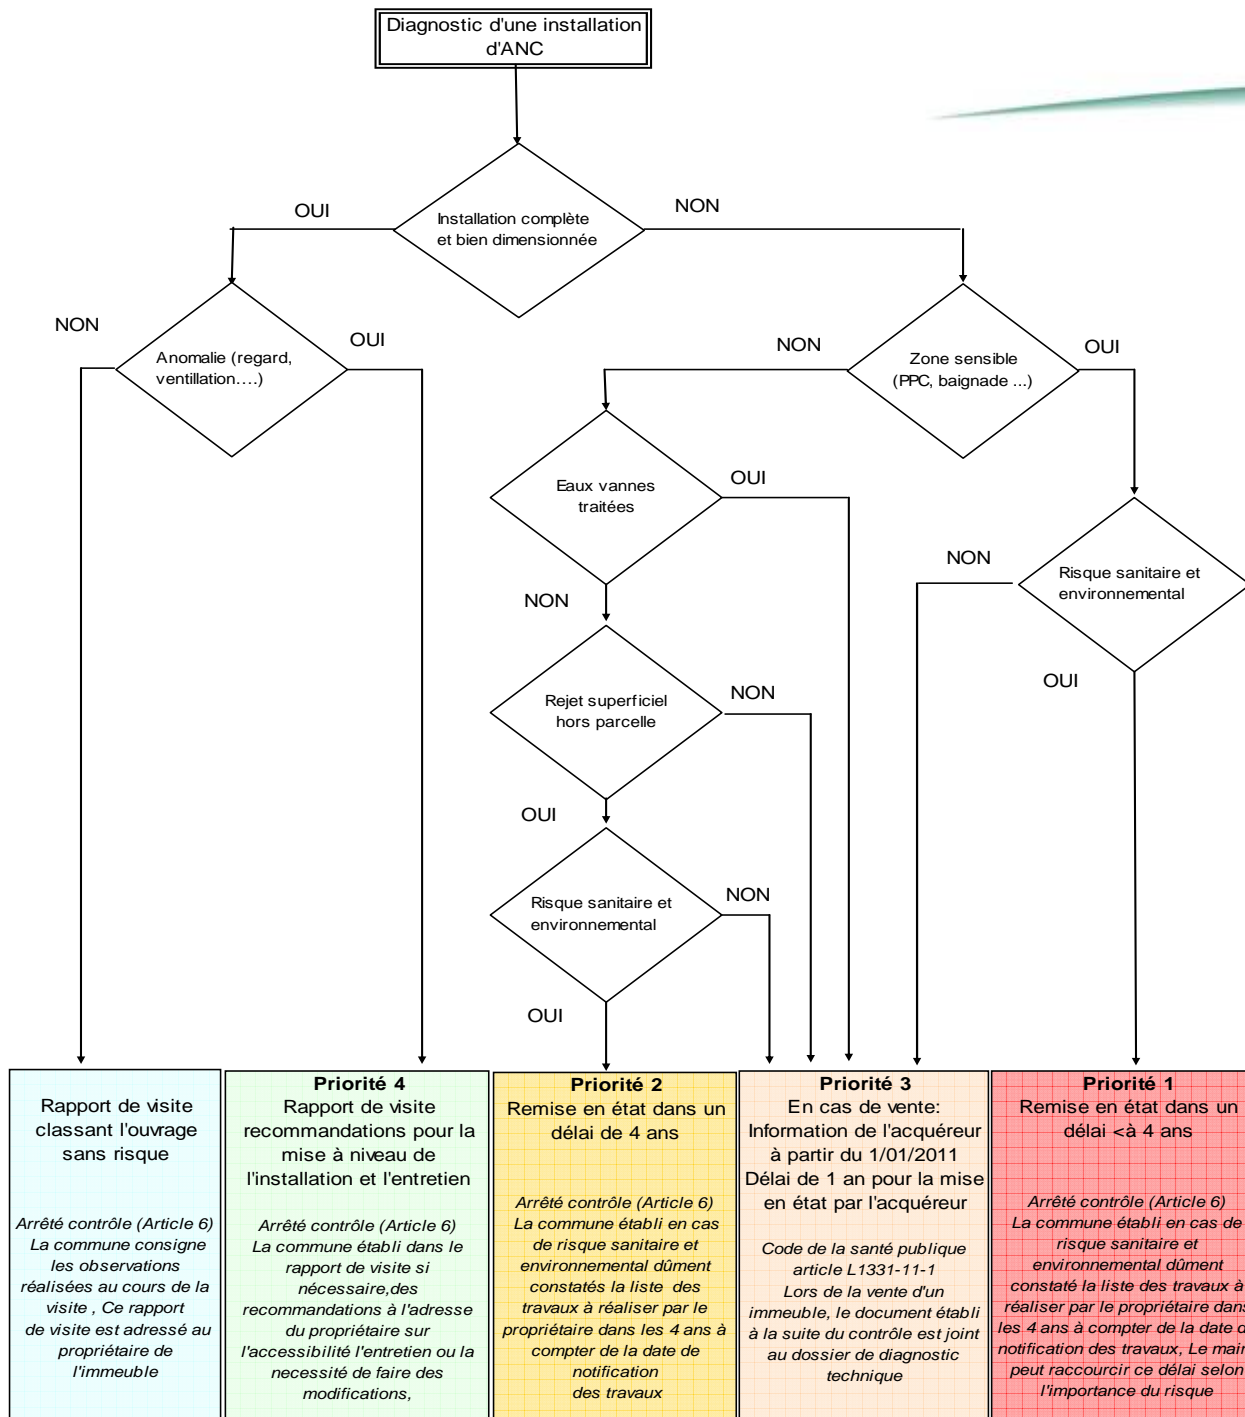 Diagnostic d'une installation
d'ANC
Installation complète
et bien dimensionnée
OUI
NON
Anomalie (regard,
ventillation....)
NON
OUI
Zone sensible
(PPC, baignade ...)
NON
OUI
Eaux vannes
traitées
OUI
NON
Risque sanitaire et
environnemental
NON
OUI
Rejet superficiel
hors parcelle
NON
OUI
Risque sanitaire et
environnemental
NON
OUI
Rapport de visite
classant l'ouvrage
sans risque
Arrêté contrôle (Article 6)
La commune consigne
les observations
réalisées au cours de la
visite , Ce rapport
de visite est adressé au
propriétaire de
l'immeuble
Priorité 4
Rapport de visite
recommandations pour la
mise à niveau de
l'installation et l'entretien
Arrêté contrôle (Article 6)
La commune établi dans le
rapport de visite si
nécessaire,des
recommandations à l'adresse
du propriétaire sur
l'accessibilité l'entretien ou la
necessité de faire des
modifications,
Priorité 2
Remise en état dans un
délai de 4 ans
Arrêté contrôle (Article 6)
La commune établi en cas
de risque sanitaire et
environnemental dûment
constatés la liste des
travaux à réaliser par le
propriétaire dans les 4 ans à
compter de la date de
notification
des travaux
Priorité 3
En cas de vente:
Information de l'acquéreur
à partir du 1/01/2011
Délai de 1 an pour la mise
en état par l'acquéreur
Code de la santé publique
article L1331-11-1
Lors de la vente d'un
immeuble, le document établi
à la suite du contrôle est joint
au dossier de diagnostic
technique
Priorité 1
Remise en état dans un
délai <à 4 ans
Arrêté contrôle (Article 6)
La commune établi en cas de
risque sanitaire et
environnemental dûment
constaté la liste des travaux à
réaliser par le propriétaire dans
les 4 ans à compter de la date de
notification des travaux, Le maire
peut raccourcir ce délai selon
l'importance du risque